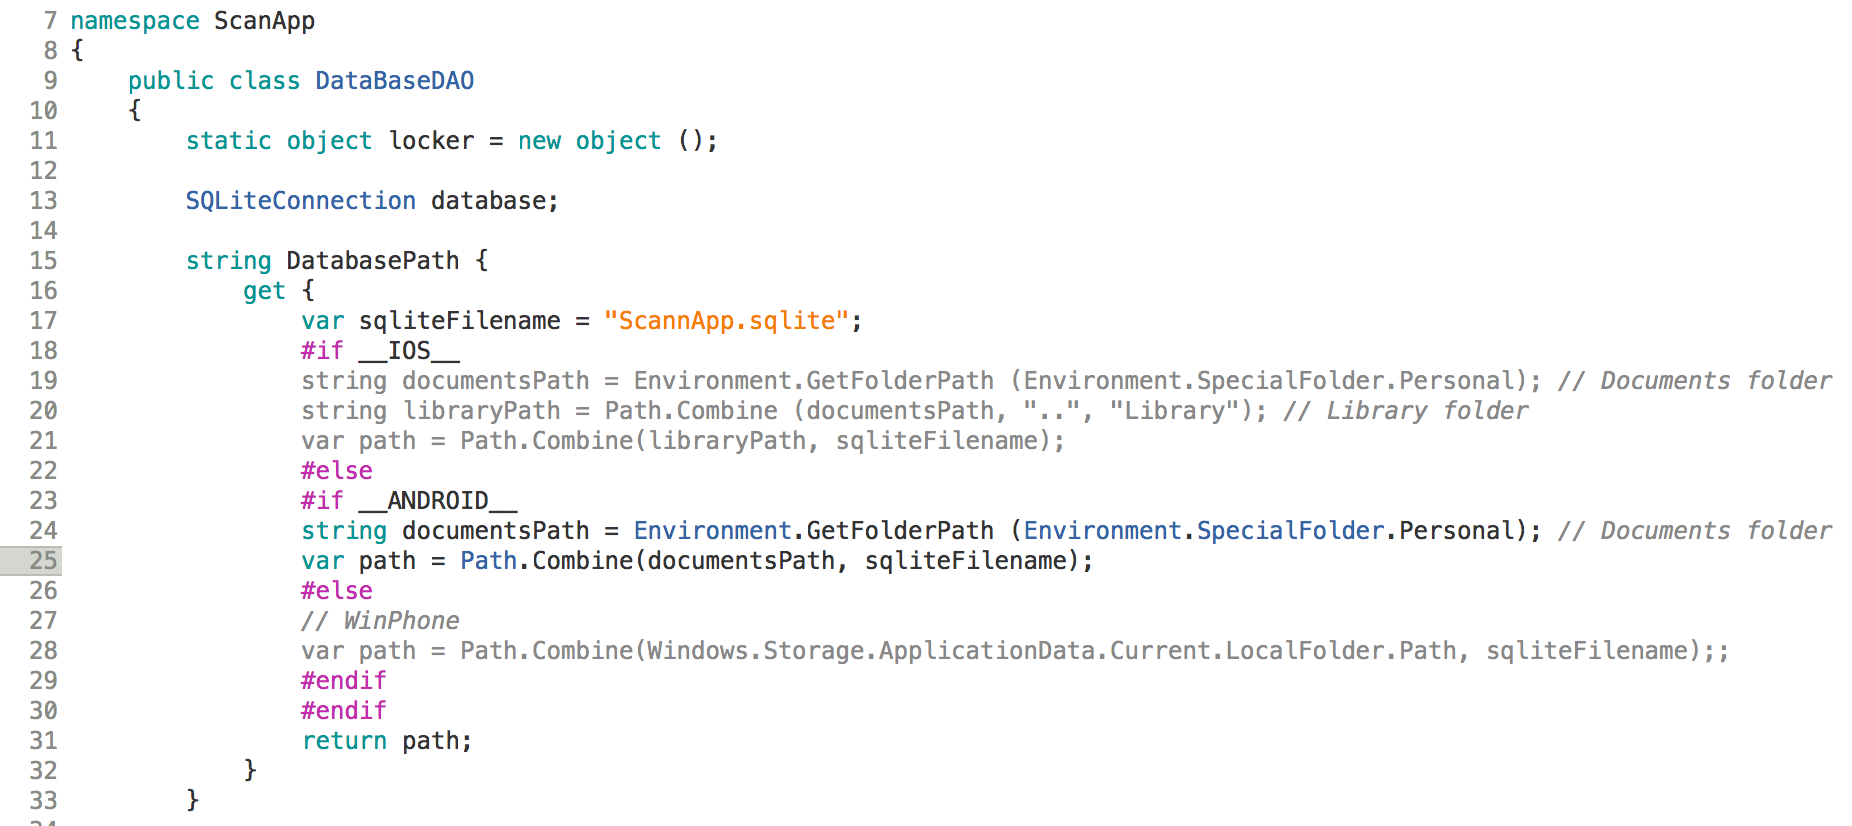 7 namespace ScanApp
8 {
9     public class DataBaseDAO
10     {
11         static object locker = new object ();
12
13         SQLiteConnection database;
14
15         string DatabasePath {
16             get {
17                 var sqliteFilename = "ScannApp.sqlite";
18                 #if __IOS__
19                 string documentsPath = Environment.GetFolderPath (Environment.SpecialFolder.Personal); // Documents folder
20                 string libraryPath = Path.Combine (documentsPath, "..", "Library"); // Library folder
21                 var path = Path.Combine(libraryPath, sqliteFilename);
22                 #else
23                 #if __ANDROID__
24                 string documentsPath = Environment.GetFolderPath (Environment.SpecialFolder.Personal); // Documents folder
25                 var path = Path.Combine(documentsPath, sqliteFilename);
26                 #else
27                 // WinPhone
28                 var path = Path.Combine(Windows.Storage.ApplicationData.Current.LocalFolder.Path, sqliteFilename);;
29                 #endif
30                 #endif
31                 return path;
32             }
33         }